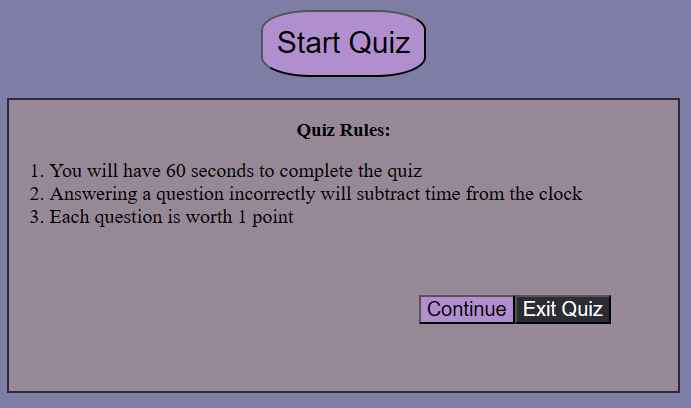 Start Quiz
Quiz Rules:
1. You will have 60 seconds to complete the quiz
2. Answering a question incorrectly will subtract time from the clock
3. Each question is worth 1 point
Continue Exit Quiz